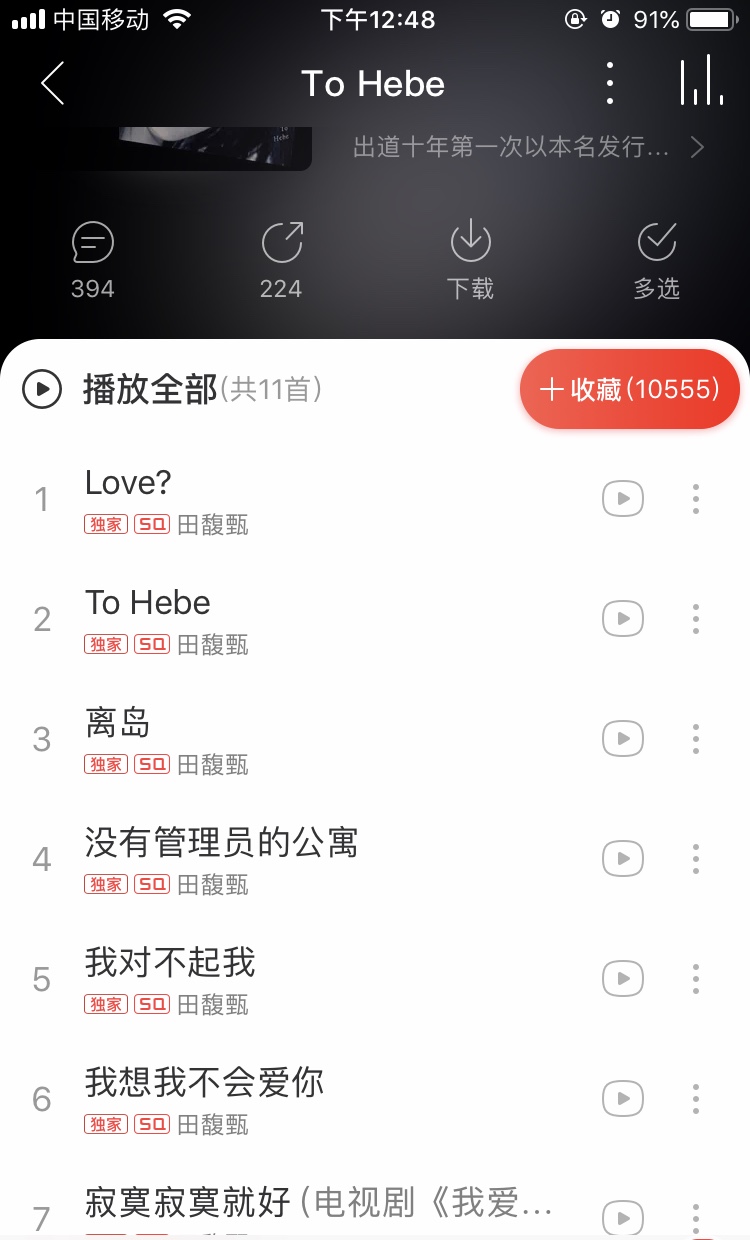 中国移动 下午12:48 91%
To Hebe
To
Hebe
出道十年第一次以本名发行...
394 224 下载 多选
播放全部(共11首) +收藏(10555)
1 Love?
独家 SQ 田馥甄
2 To Hebe
独家 SQ 田馥甄
3 离岛
独家 SQ 田馥甄
4 没有管理员的公寓
独家 SQ 田馥甄
5 我对不起我
独家 SQ 田馥甄
6 我想我不会爱你
独家 SQ 田馥甄
7 寂寞寂寞就好 (电视剧《我爱...